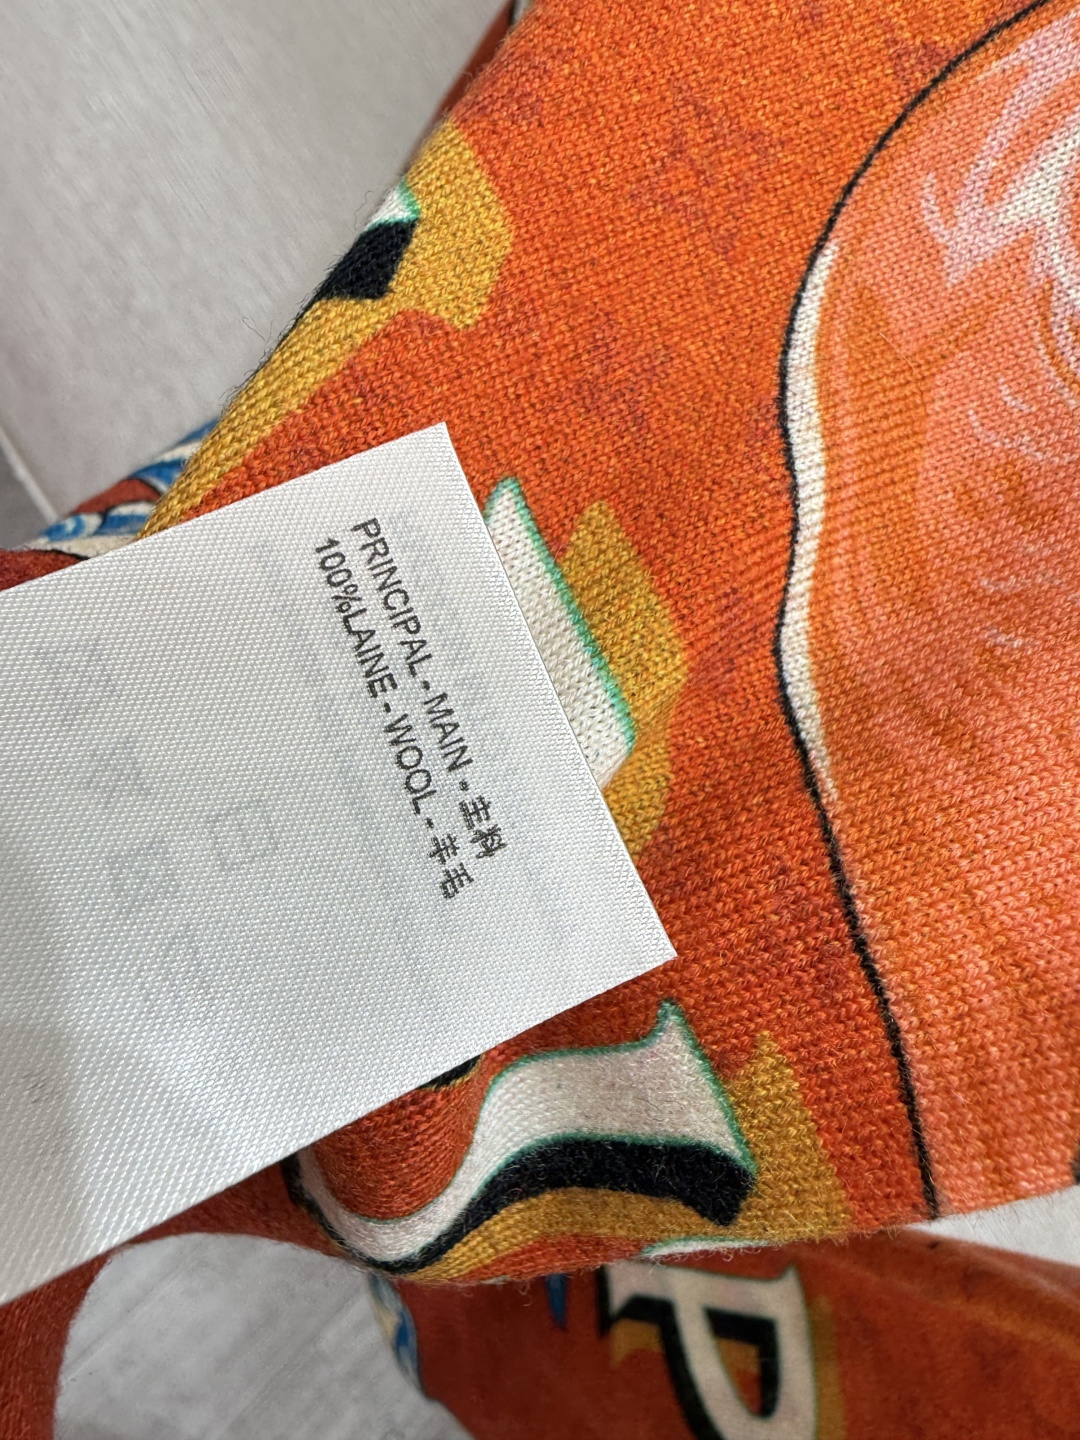 PRINCIPAL - MAIN - 主料
100%LAINE - WOOL - 羊毛
P